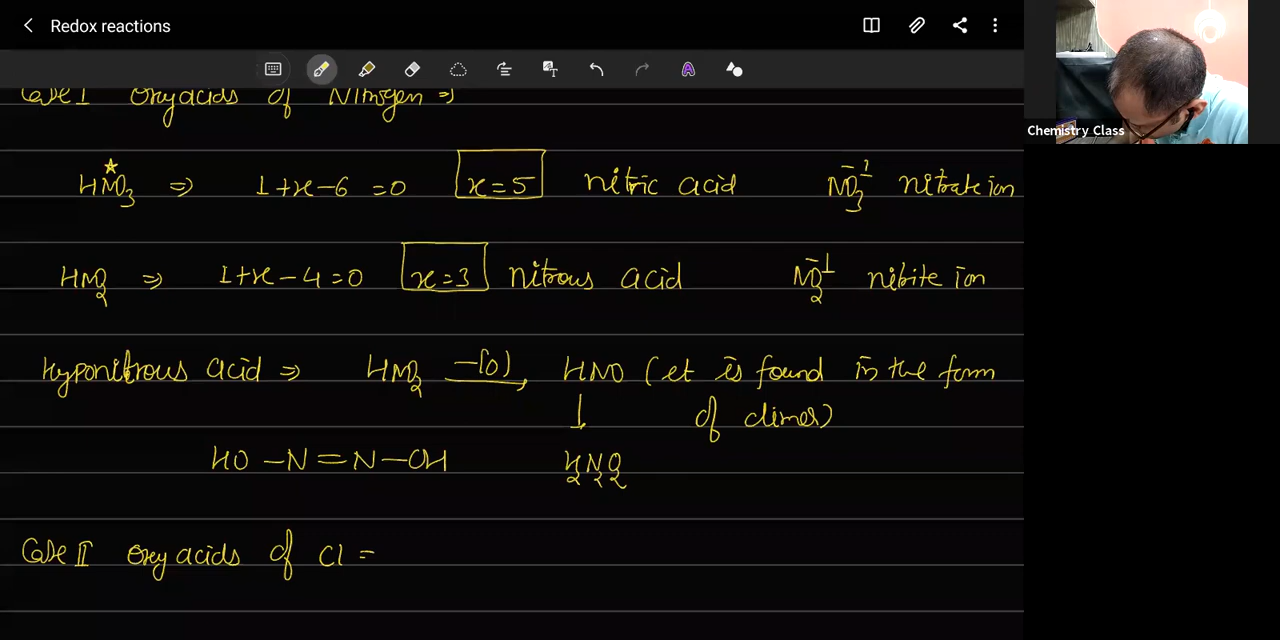 Redox reactions
Chemistry Class
Case I Oxyacids of Nitrogen ⇒
HNO₃ ⇒ 1+x−6=0 x=5 nitric acid NO₃⁻¹ nitrate ion
HNO₂ ⇒ 1+x−4=0 x=3 nitrous acid NO₂⁻¹ nitrite ion
Hyponitrous acid ⇒ HNO₂ −[O] HNO (it is found in the form
of dimer)
HO−N=N−OH H₂N₂O₂
Case II Oxyacids of Cl =